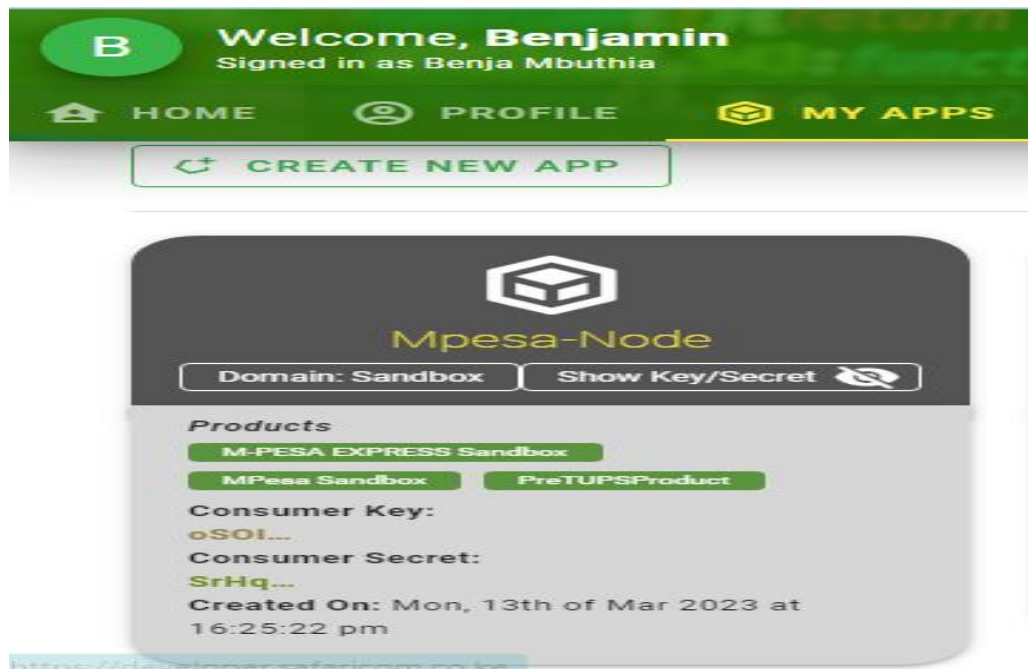 B
Welcome, Benjamin
Signed in as Benja Mbuthia
HOME PROFILE MY APPS
CREATE NEW APP
Mpesa-Node
Domain: Sandbox Show Key/Secret
Products
M-PESA EXPRESS Sandbox
MPesa Sandbox PreTUPSProduct
Consumer Key:
oSOI...
Consumer Secret:
SrHq...
Created On: Mon, 13th of Mar 2023 at
16:25:22 pm